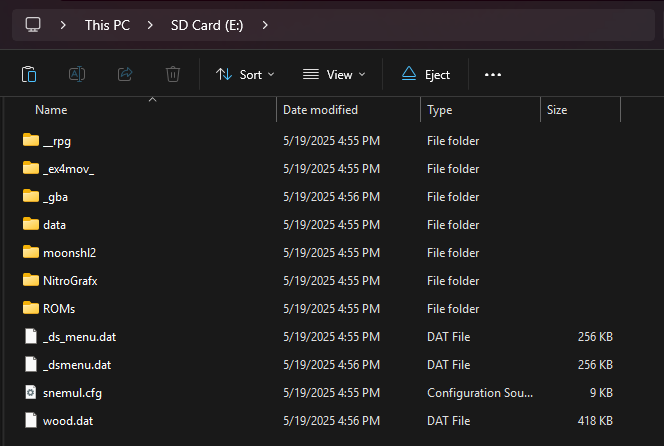 This PC > SD Card (E:) >
Sort View Eject ...
Name Date modified Type Size
__rpg 5/19/2025 4:55 PM File folder
_ex4mov_ 5/19/2025 4:55 PM File folder
_gba 5/19/2025 4:56 PM File folder
data 5/19/2025 4:55 PM File folder
moonshl2 5/19/2025 4:55 PM File folder
NitroGrafx 5/19/2025 4:55 PM File folder
ROMs 5/19/2025 4:55 PM File folder
_ds_menu.dat 5/19/2025 4:55 PM DAT File 256 KB
_dsmenu.dat 5/19/2025 4:56 PM DAT File 256 KB
snemul.cfg 5/19/2025 4:55 PM Configuration Sou... 9 KB
wood.dat 5/19/2025 4:56 PM DAT File 418 KB